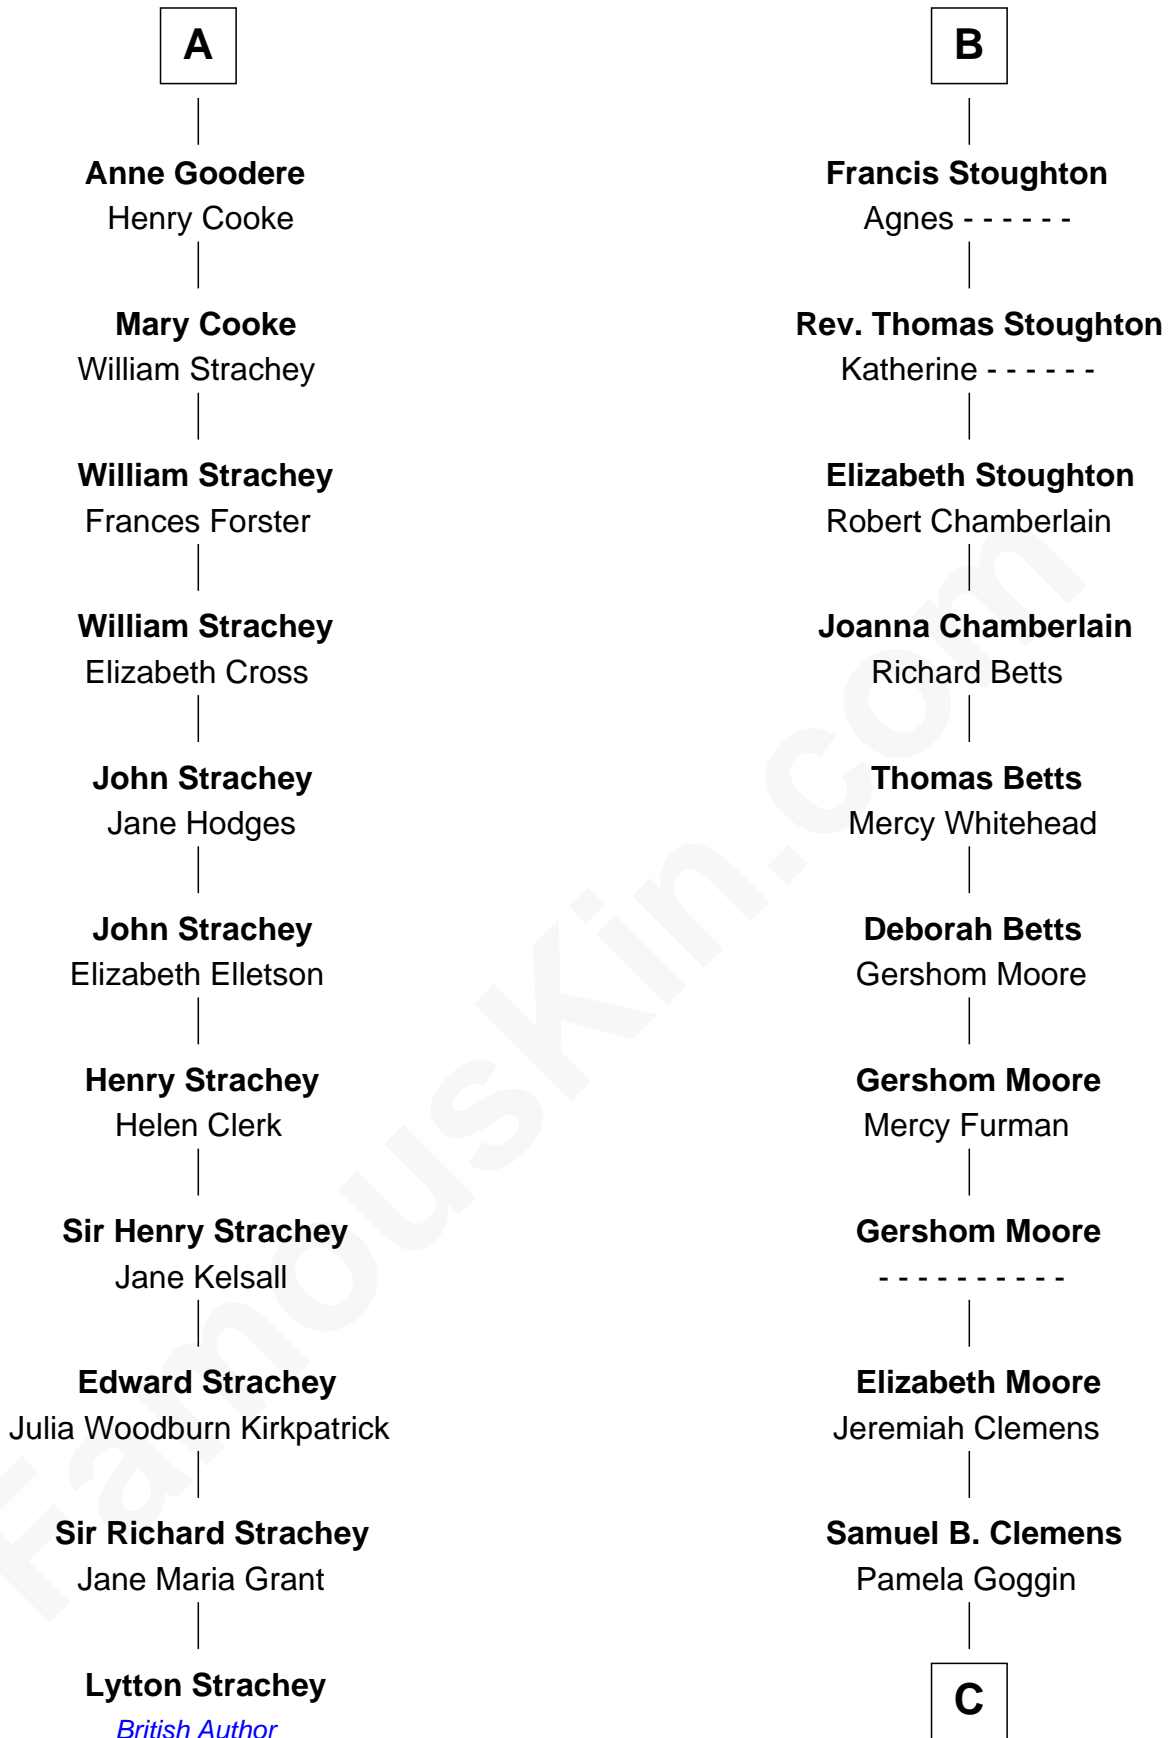 A
Anne Goodere
Henry Cooke
Mary Cooke
William Strachey
William Strachey
Frances Forster
William Strachey
Elizabeth Cross
John Strachey
Jane Hodges
John Strachey
Elizabeth Elletson
Henry Strachey
Helen Clerk
Sir Henry Strachey
Jane Kelsall
Edward Strachey
Julia Woodburn Kirkpatrick
Sir Richard Strachey
Jane Maria Grant
Lytton Strachey
British Author
B
Francis Stoughton
Agnes - - - - - -
Rev. Thomas Stoughton
Katherine - - - - - -
Elizabeth Stoughton
Robert Chamberlain
Joanna Chamberlain
Richard Betts
Thomas Betts
Mercy Whitehead
Deborah Betts
Gershom Moore
Gershom Moore
Mercy Furman
Gershom Moore
- - - - - - - - - -
Elizabeth Moore
Jeremiah Clemens
Samuel B. Clemens
Pamela Goggin
C
FamousKin.com